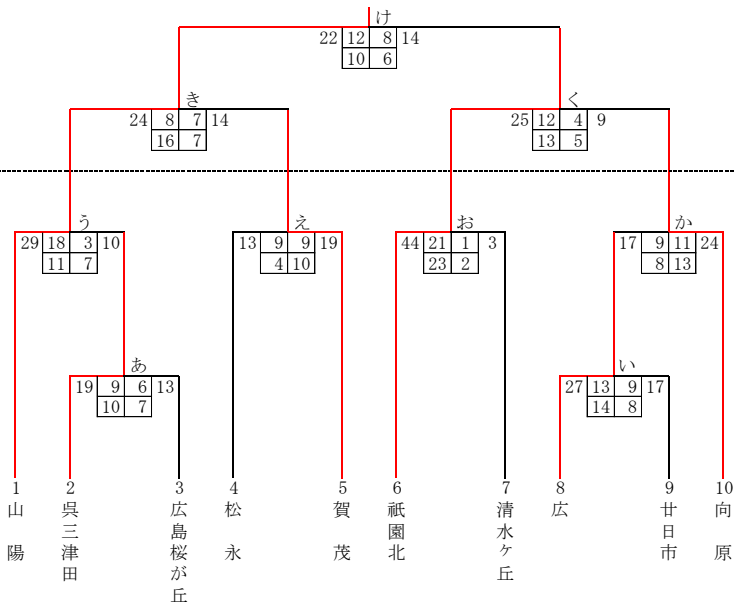 け
22 12 8 14
10 6
き く
24 8 7 14 25 12 4 9
16 7 13 5
う え お か
29 18 3 10 13 9 9 19 44 21 1 3 17 9 11 24
11 7 4 10 23 2 8 13
あ い
19 9 6 13 27 13 9 17
10 7 14 8
1 2 3 4 5 6 7 8 9 10
山陽
呉三津田
広島桜が丘
松永
賀茂
祇園北
清水ケ丘
広
廿日市
向原